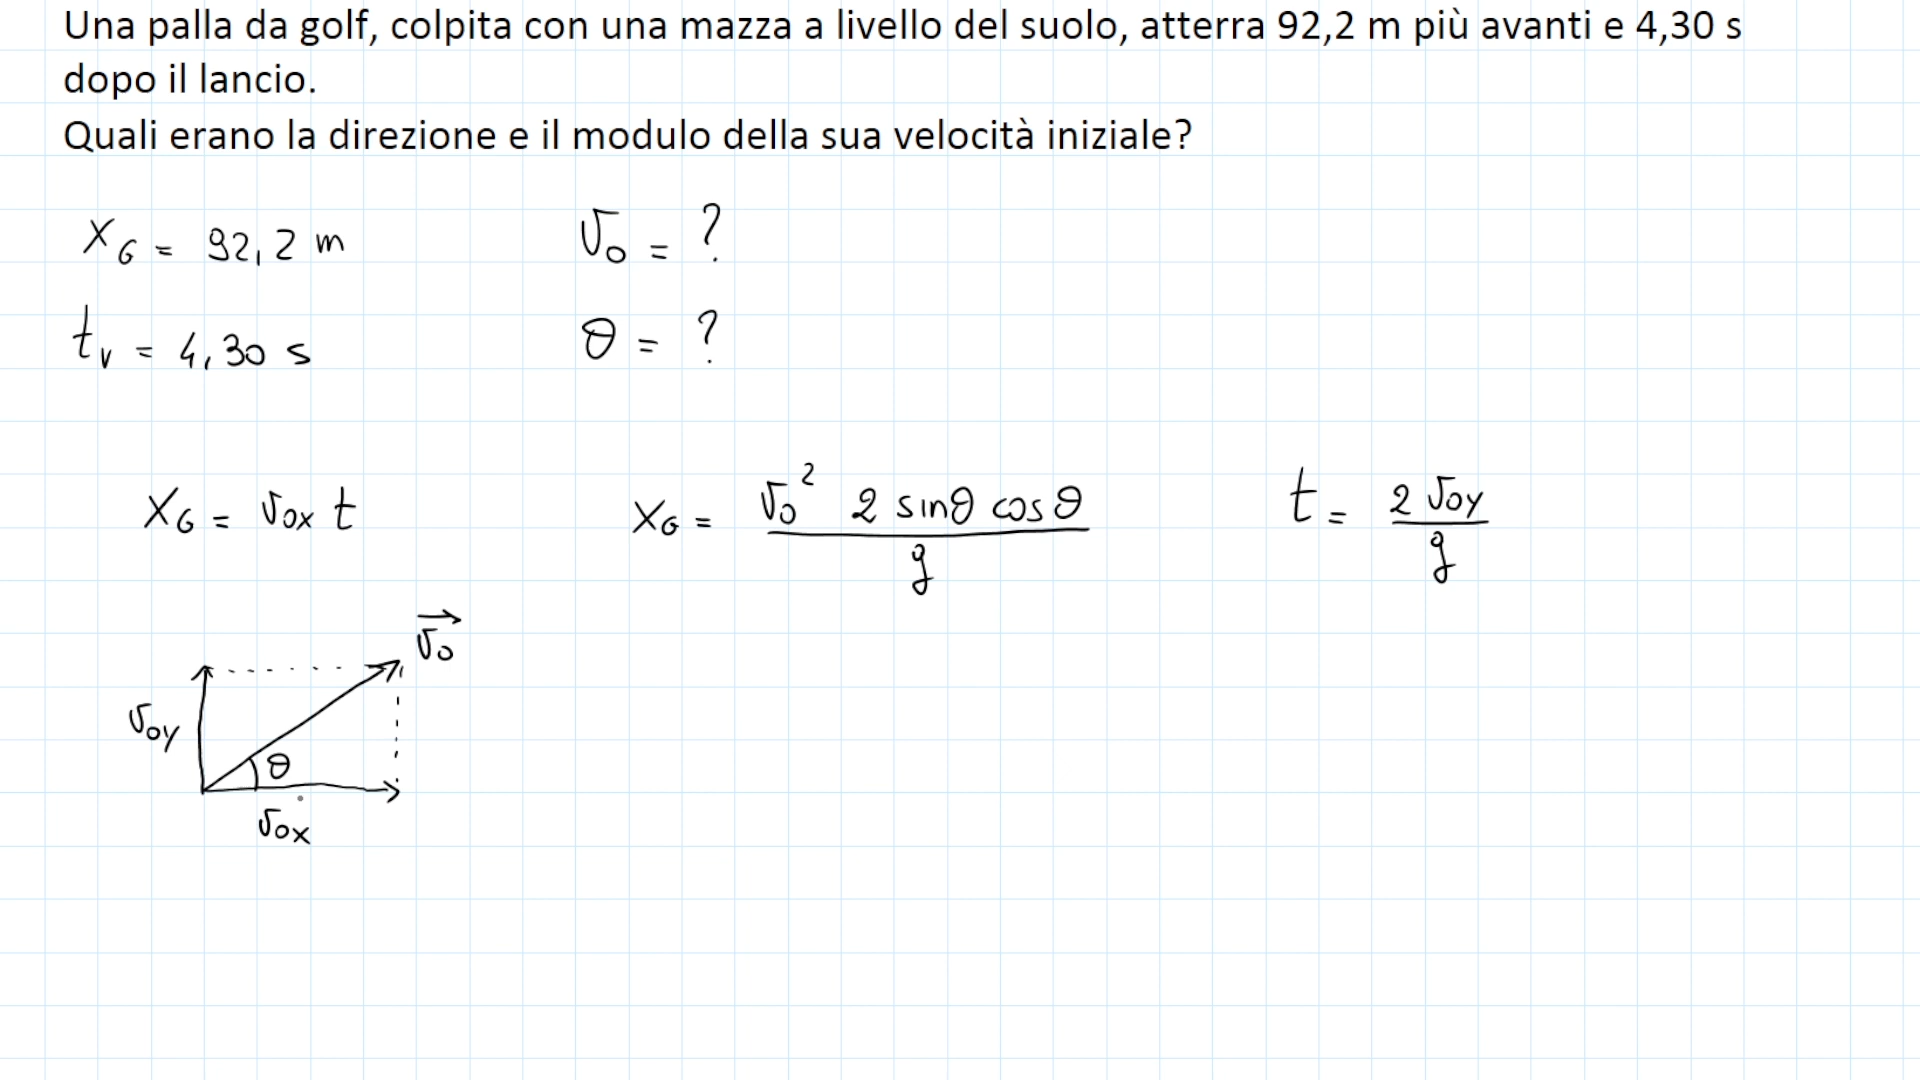 Una palla da golf, colpita con una mazza a livello del suolo, atterra 92,2 m più avanti e 4,30 s
dopo il lancio.
Quali erano la direzione e il modulo della sua velocità iniziale?
x_G = 92,2 m
v_0 = ?
t_v = 4,30 s
θ = ?
x_G = v_0x t
x_G = v_0^2 2 sinθ cosθ / g
t = 2 v_0y / g
v⃗_0
v_0y
θ
v_0x